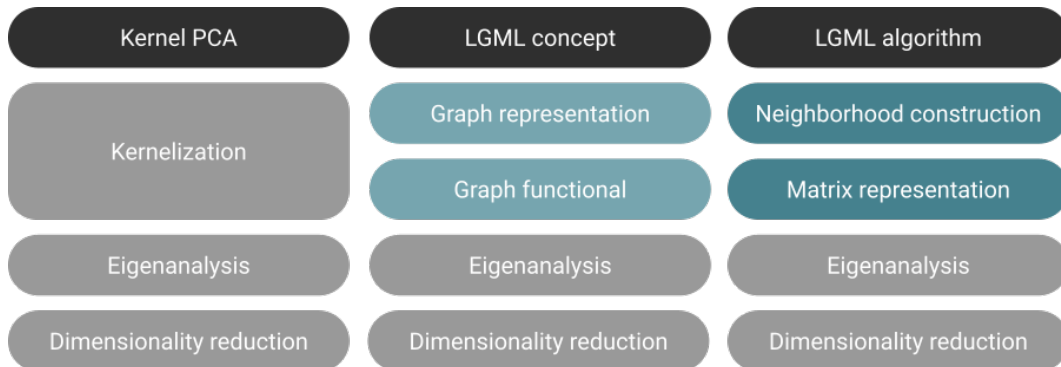 Kernel PCA
LGML concept
LGML algorithm
Kernelization
Graph representation
Neighborhood construction
Graph functional
Matrix representation
Eigenanalysis
Eigenanalysis
Eigenanalysis
Dimensionality reduction
Dimensionality reduction
Dimensionality reduction